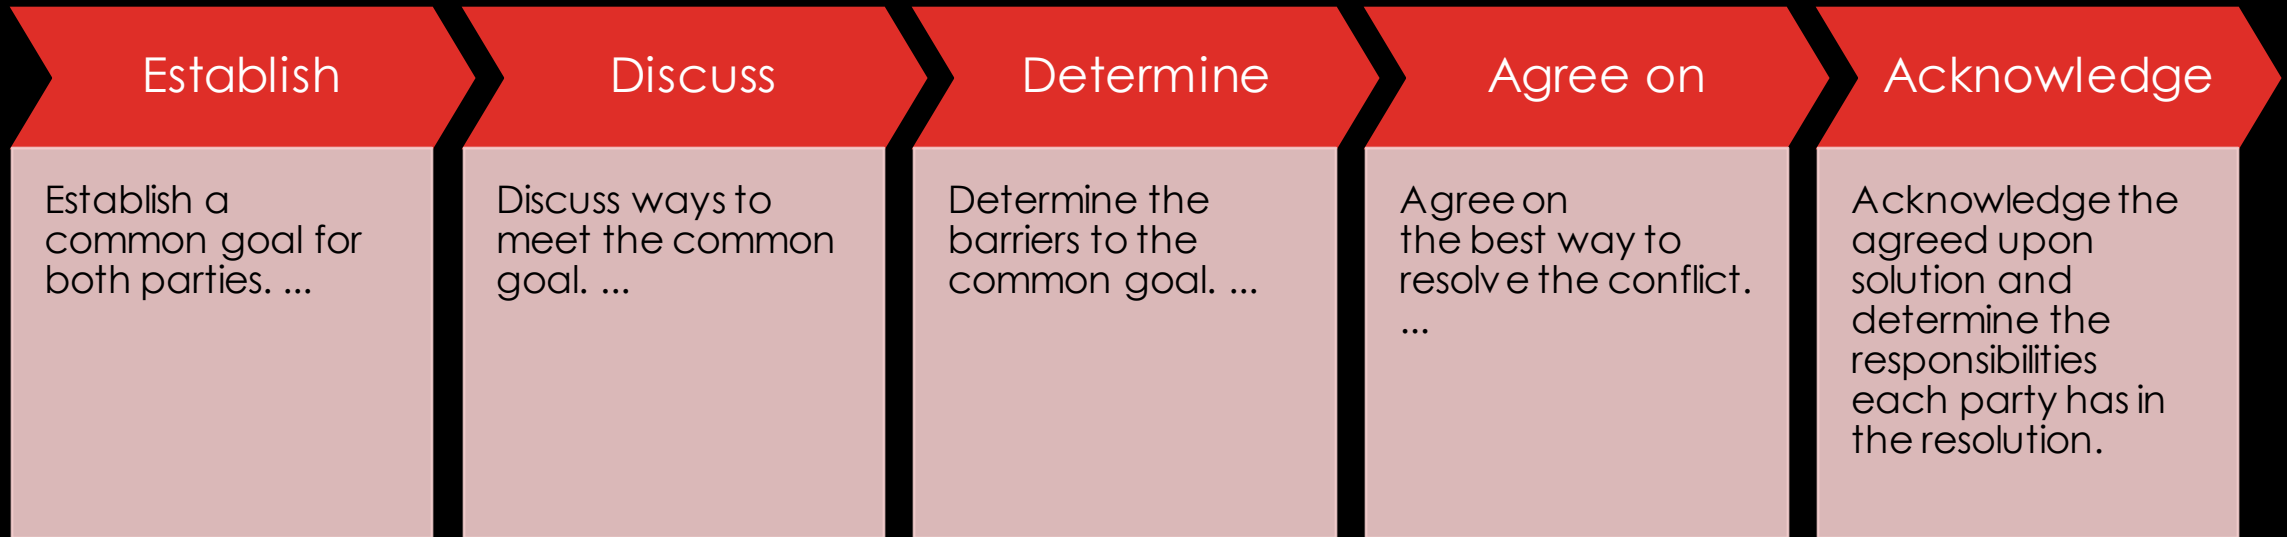 Establish
Discuss
Determine
Agree on
Acknowledge
Establish a
common goal for
both parties. ...
Discuss ways to
meet the common
goal. ...
Determine the
barriers to the
common goal. ...
Agree on
the best way to
resolve the conflict.
...
Acknowledge the
agreed upon
solution and
determine the
responsibilities
each party has in
the resolution.